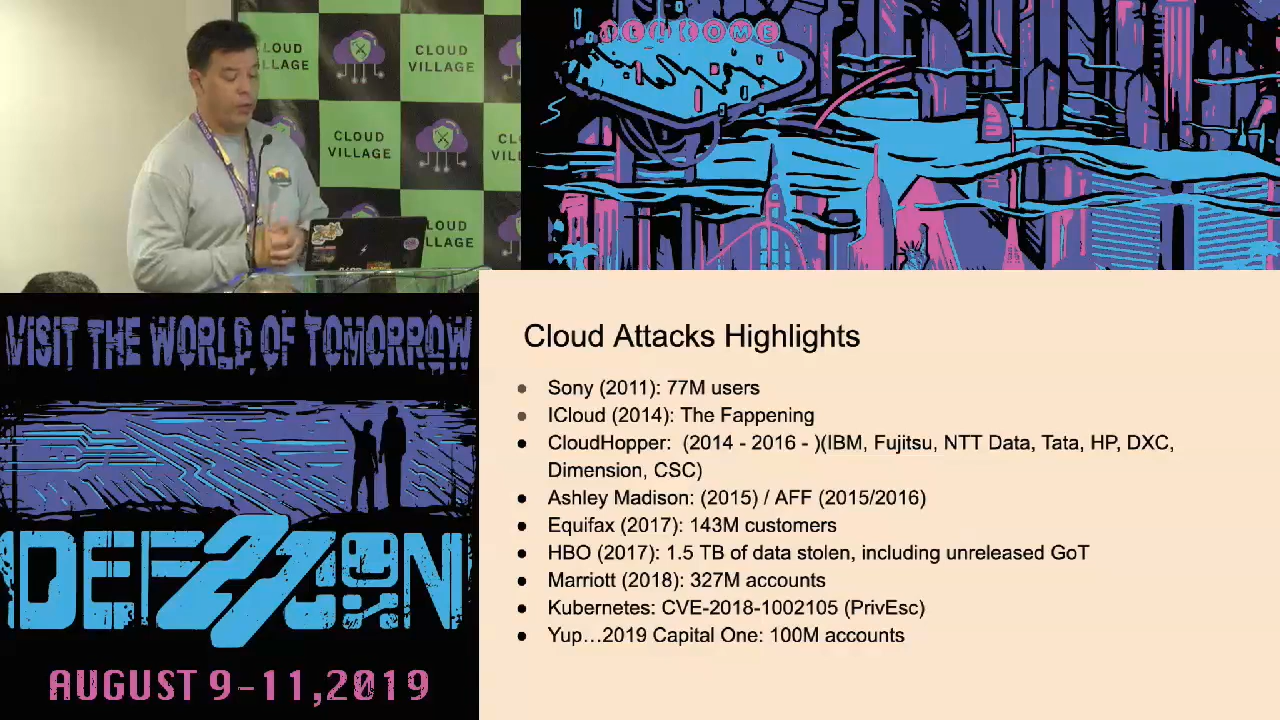 CLOUD VILLAGE
CLOUD VILLAGE
CLOUD VILLAGE
CLOUD VILLAGE
WELCOME
VISIT THE WORLD OF TOMORROW
DEF CON
27
AUGUST 9-11,2019
Cloud Attacks Highlights
Sony (2011): 77M users
ICloud (2014): The Fappening
CloudHopper: (2014 - 2016 - )(IBM, Fujitsu, NTT Data, Tata, HP, DXC,
Dimension, CSC)
Ashley Madison: (2015) / AFF (2015/2016)
Equifax (2017): 143M customers
HBO (2017): 1.5 TB of data stolen, including unreleased GoT
Marriott (2018): 327M accounts
Kubernetes: CVE-2018-1002105 (PrivEsc)
Yup…2019 Capital One: 100M accounts